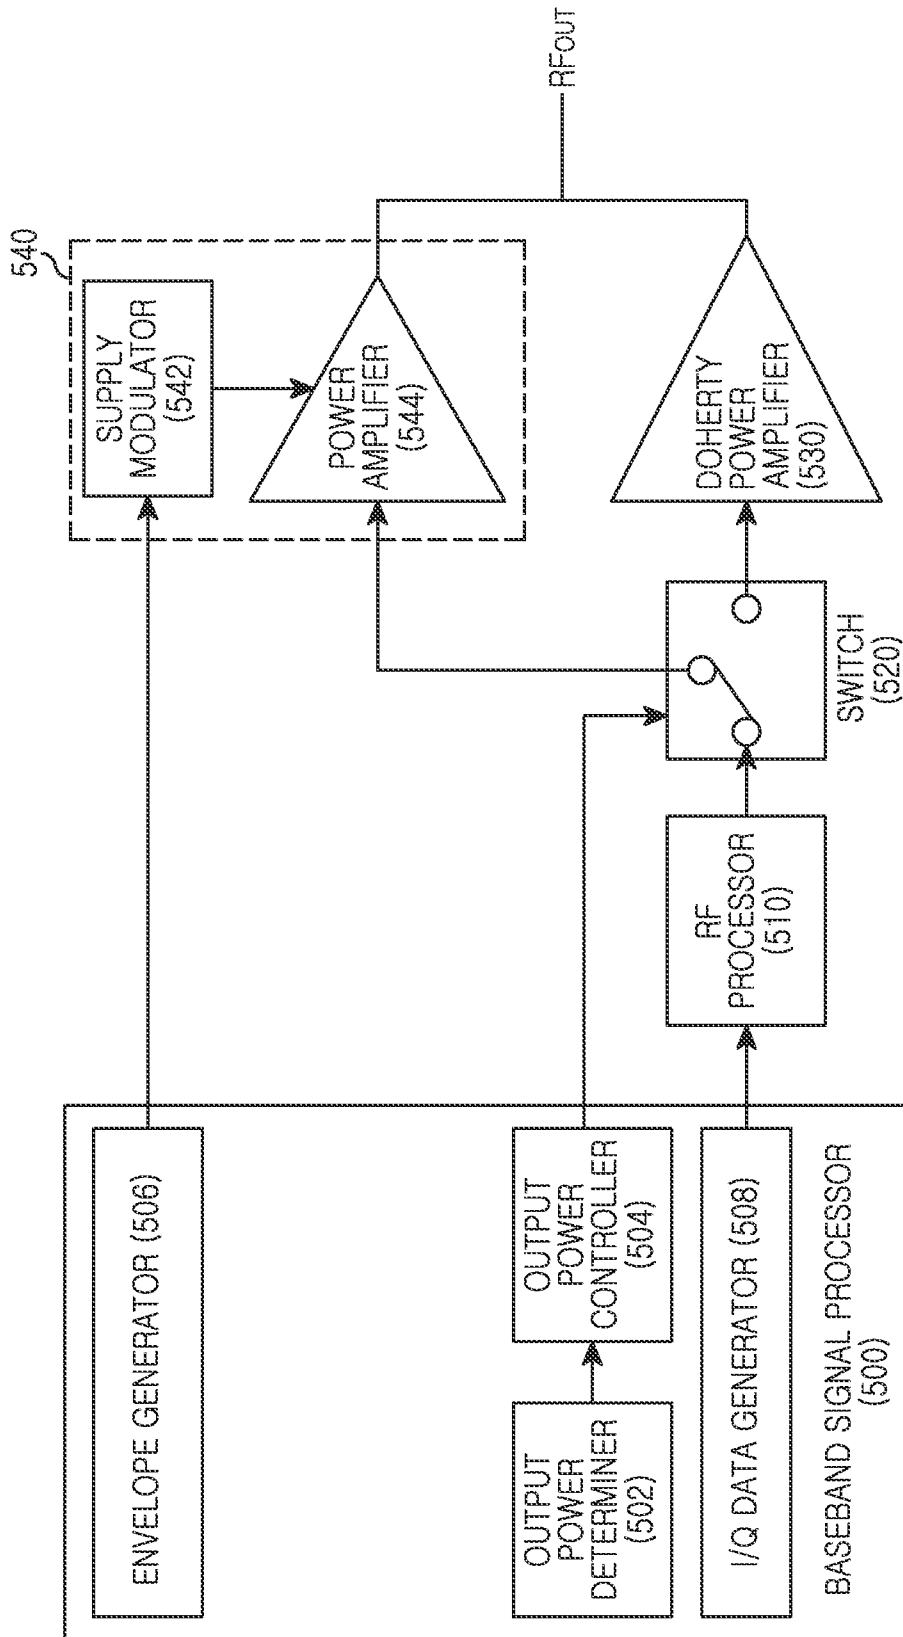 ENVELOPE GENERATOR (506)
OUTPUT
POWER
DETERMINER
(502)
OUTPUT
POWER
CONTROLLER
(504)
I/Q DATA GENERATOR (508)
BASEBAND SIGNAL PROCESSOR
(500)
RF
PROCESSOR
(510)
SWITCH
(520)
540
SUPPLY
MODULATOR
(542)
POWER
AMPLIFIER
(544)
DOHERTY
POWER
AMPLIFIER
(530)
RFOUT